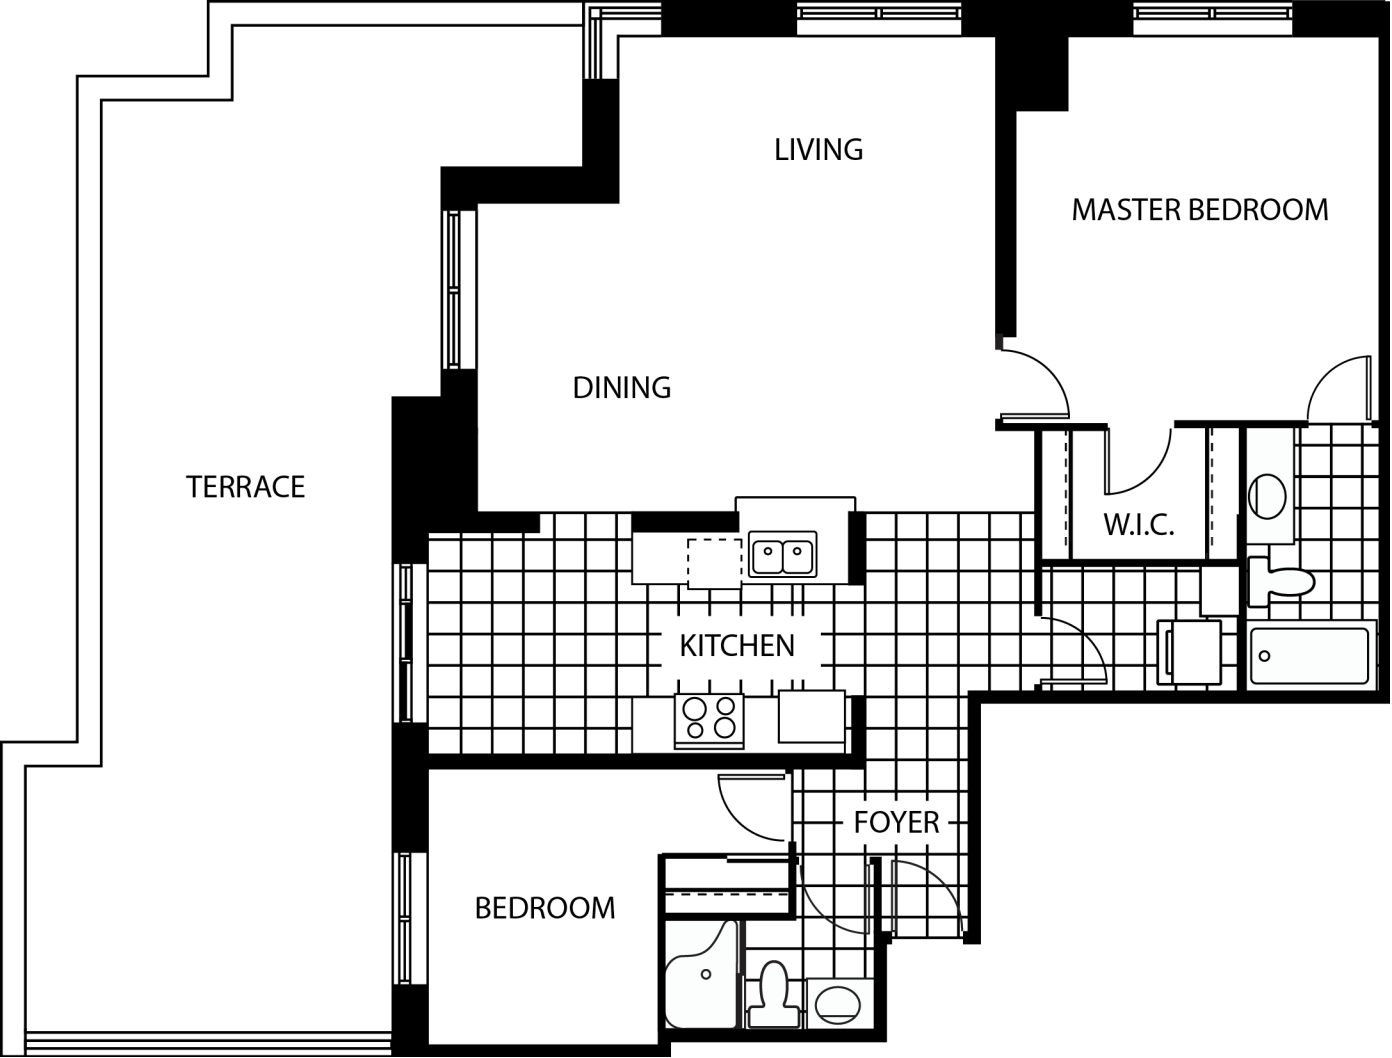 LIVING
MASTER BEDROOM
DINING
TERRACE
W.I.C.
KITCHEN
FOYER
BEDROOM